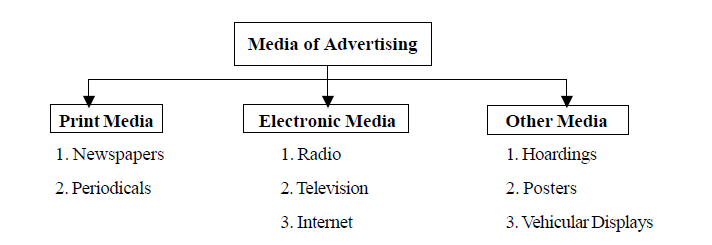 Media of Advertising
Print Media
1. Newspapers
2. Periodicals
Electronic Media
1. Radio
2. Television
3. Internet
Other Media
1. Hoardings
2. Posters
3. Vehicular Displays